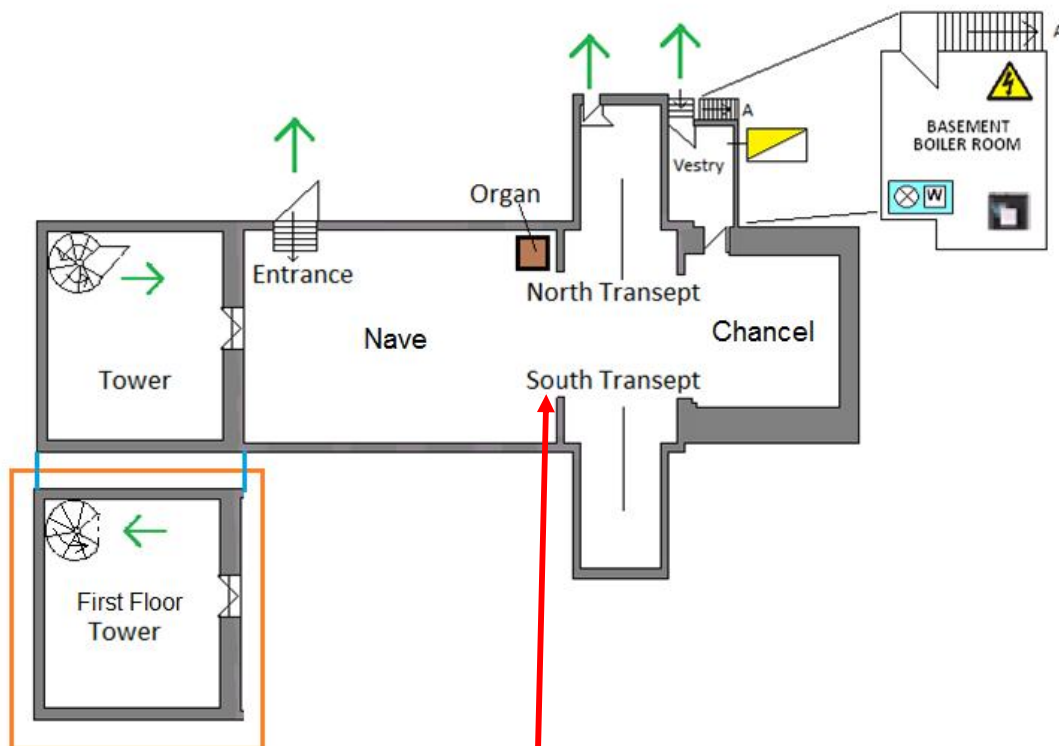 A
BASEMENT
BOILER ROOM
W
A
Vestry
Organ
Entrance
North Transept
Nave
Chancel
Tower
South Transept
First Floor
Tower